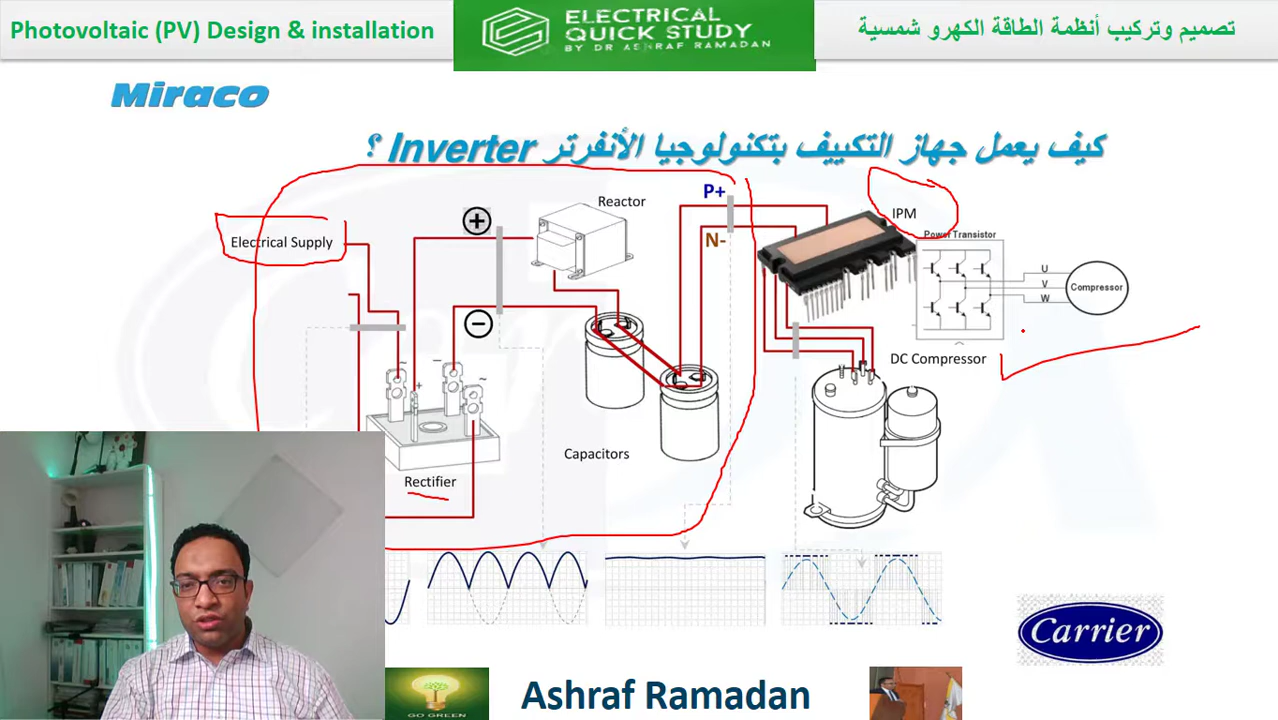 Photovoltaic (PV) Design & installation
ELECTRICAL
QUICK STUDY
BY DR ASHRAF RAMADAN
تصميم وتركيب أنظمة الطاقة الكهرو شمسية
Miraco
كيف يعمل جهاز التكييف بتكنولوجيا الأنفرتر Inverter ؟
Electrical Supply
+
−
Reactor
P+
N-
IPM
Power Transistor
U
V
W
Compressor
~
−
+
~
DC Compressor
Capacitors
Rectifier
Carrier
GO GREEN
Ashraf Ramadan